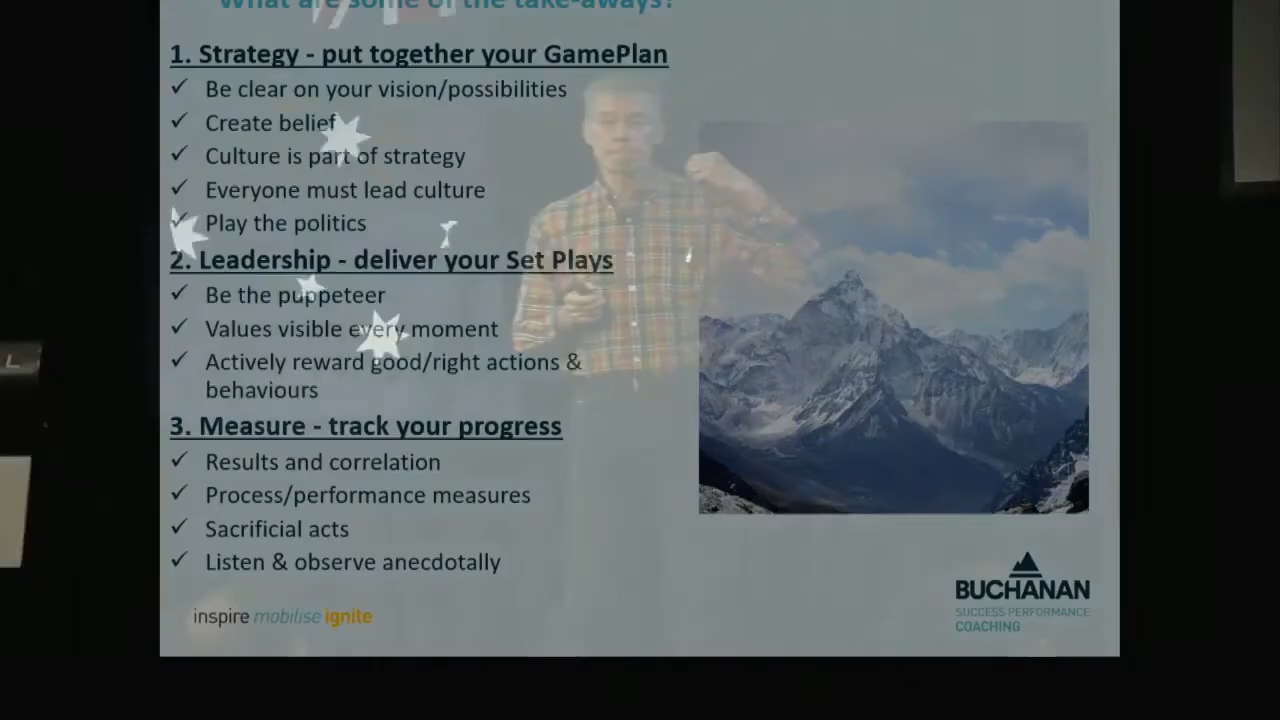 What are some of the take-aways?
1. Strategy - put together your GamePlan
✓ Be clear on your vision/possibilities
✓ Create belief
✓ Culture is part of strategy
✓ Everyone must lead culture
✓ Play the politics
2. Leadership - deliver your Set Plays
✓ Be the puppeteer
✓ Values visible every moment
✓ Actively reward good/right actions &
behaviours
3. Measure - track your progress
✓ Results and correlation
✓ Process/performance measures
✓ Sacrificial acts
✓ Listen & observe anecdotally
inspire mobilise ignite
BUCHANAN
SUCCESS PERFORMANCE
COACHING
L